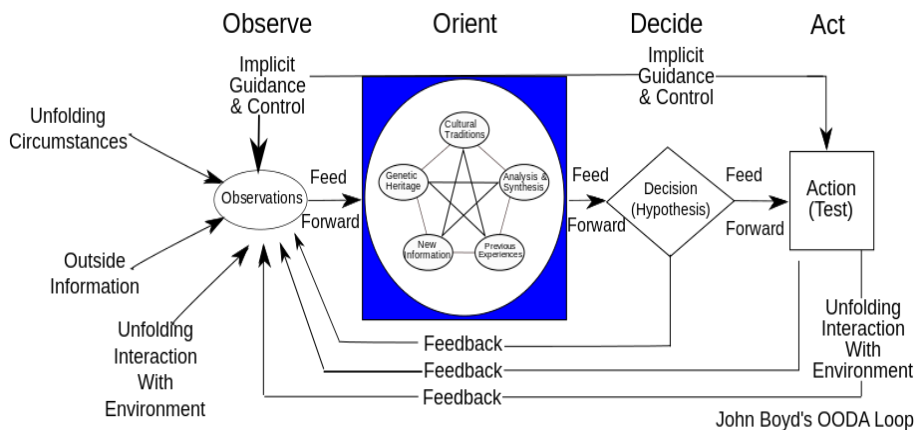 Observe
Orient
Decide
Act
Implicit
Guidance
& Control
Implicit
Guidance
& Control
Unfolding
Circumstances
Observations
Outside
Information
Unfolding
Interaction
With
Environment
Feed
Forward
Cultural
Traditions
Genetic
Heritage
Analysis &
Synthesis
New
Information
Previous
Experiences
Feed
Forward
Decision
(Hypothesis)
Feed
Forward
Action
(Test)
Unfolding
Interaction
With
Environment
Feedback
Feedback
Feedback
John Boyd's OODA Loop